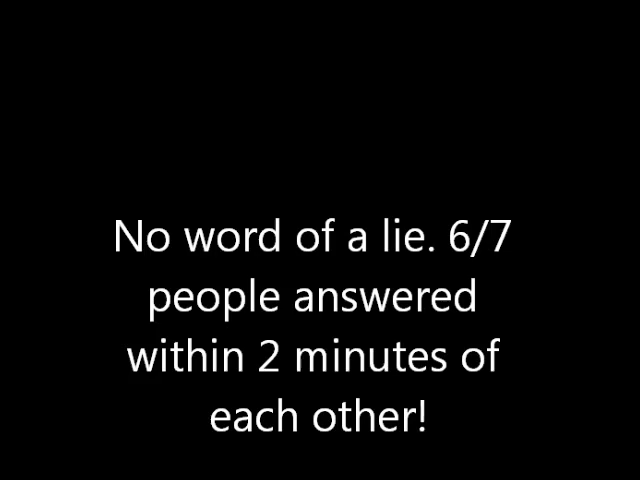 No word of a lie. 6/7
people answered
within 2 minutes of
each other!